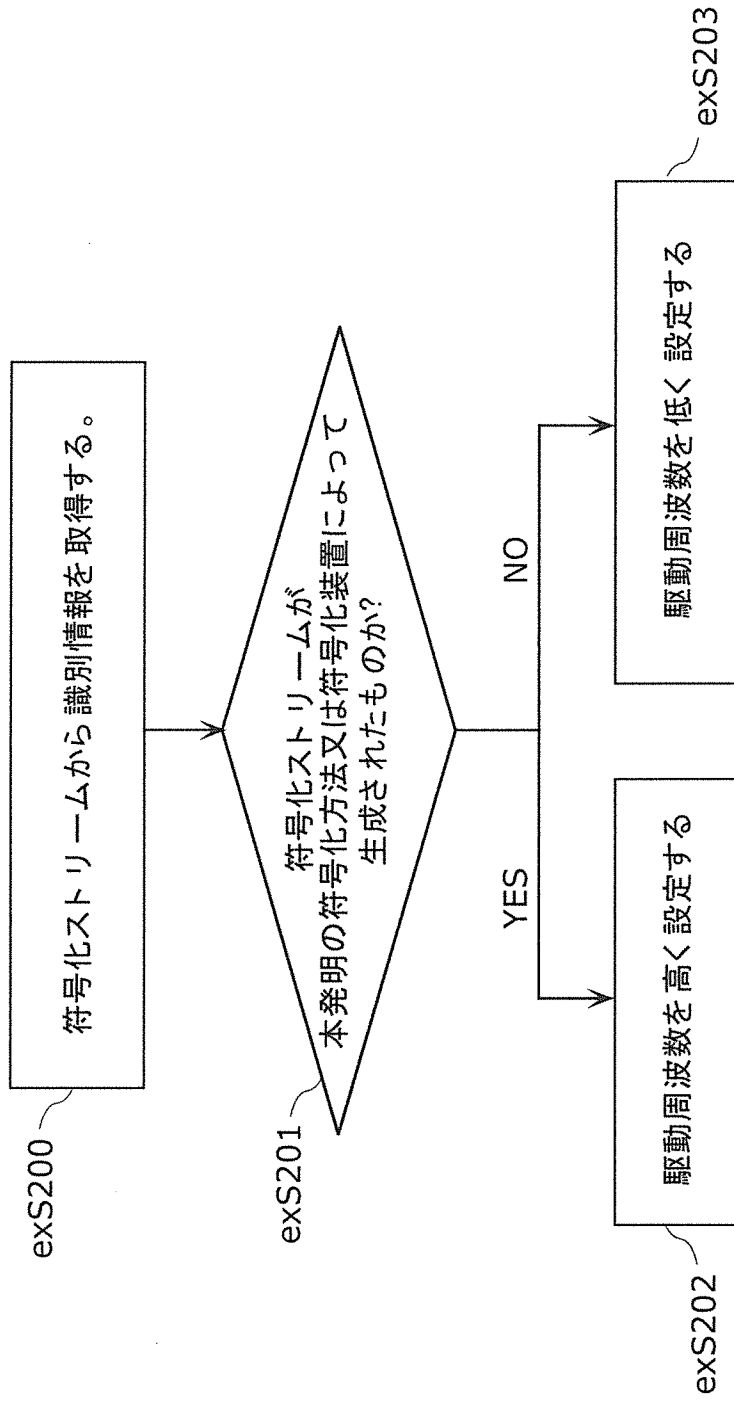 exS200
符号化ストリームから識別情報を取得する。
exS201
符号化ストリームが
本発明の符号化方法又は符号化装置によって
生成されたものか?
YES
NO
exS202
駆動周波数を高く設定する
駆動周波数を低く設定する
exS203